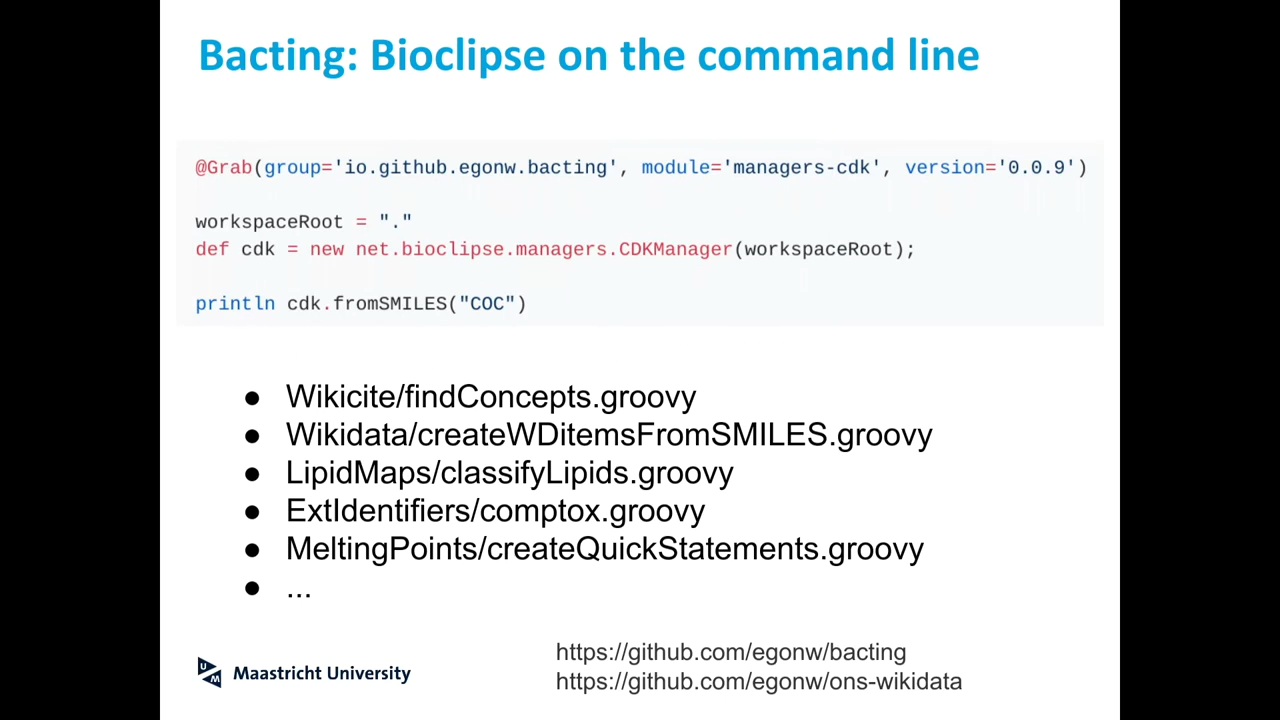 Bacting: Bioclipse on the command line
@Grab(group='io.github.egonw.bacting', module='managers-cdk', version='0.0.9')
workspaceRoot = "."
def cdk = new net.bioclipse.managers.CDKManager(workspaceRoot);
println cdk.fromSMILES("COC")
● Wikicite/findConcepts.groovy
● Wikidata/createWDitemsFromSMILES.groovy
● LipidMaps/classifyLipids.groovy
● ExtIdentifiers/comptox.groovy
● MeltingPoints/createQuickStatements.groovy
● ...
UM Maastricht University
https://github.com/egonw/bacting
https://github.com/egonw/ons-wikidata